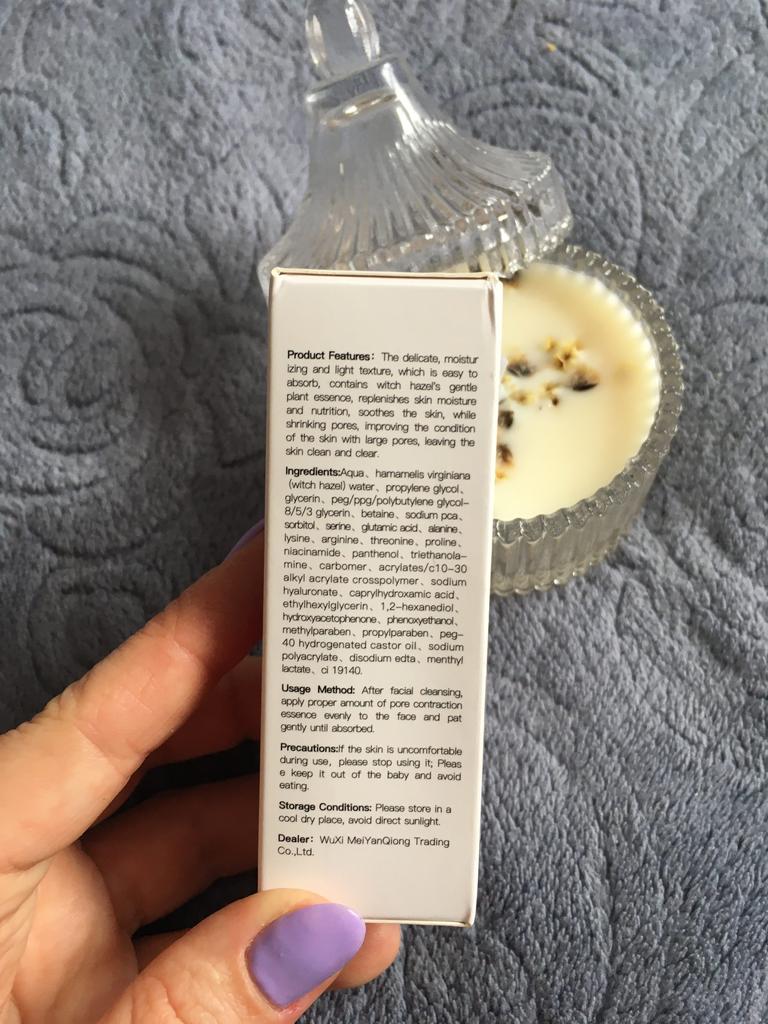 Product Features: The delicate, moistur
izing and light texture, which is easy to
absorb, contains witch hazel's gentle
plant essence, replenishes skin moisture
and nutrition, soothes the skin, while
shrinking pores, improving the condition
of the skin with large pores, leaving the
skin clean and clear.
Ingredients:Aqua、hamamelis virginiana
(witch hazel) water、propylene glycol、
glycerin、peg/ppg/polybutylene glycol-
8/5/3 glycerin、betaine、sodium pca、
sorbitol、serine、glutamic acid、alanine、
lysine、arginine、threonine、proline、
niacinamide、panthenol、triethanola-
mine、carbomer、acrylates/c10-30
alkyl acrylate crosspolymer、sodium
hyaluronate、caprylhydroxamic acid、
ethylhexylglycerin、1,2-hexanediol、
hydroxyacetophenone、phenoxyethanol、
methylparaben、propylparaben、peg-
40 hydrogenated castor oil、sodium
polyacrylate、disodium edta、menthyl
lactate、ci 19140.
Usage Method: After facial cleansing,
apply proper amount of pore contraction
essence evenly to the face and pat
gently until absorbed.
Precautions:If the skin is uncomfortable
during use, please stop using it; Pleas
e keep it out of the baby and avoid
eating.
Storage Conditions: Please store in a
cool dry place, avoid direct sunlight.
Dealer: WuXi MeiYanQiong Trading
Co.,Ltd.